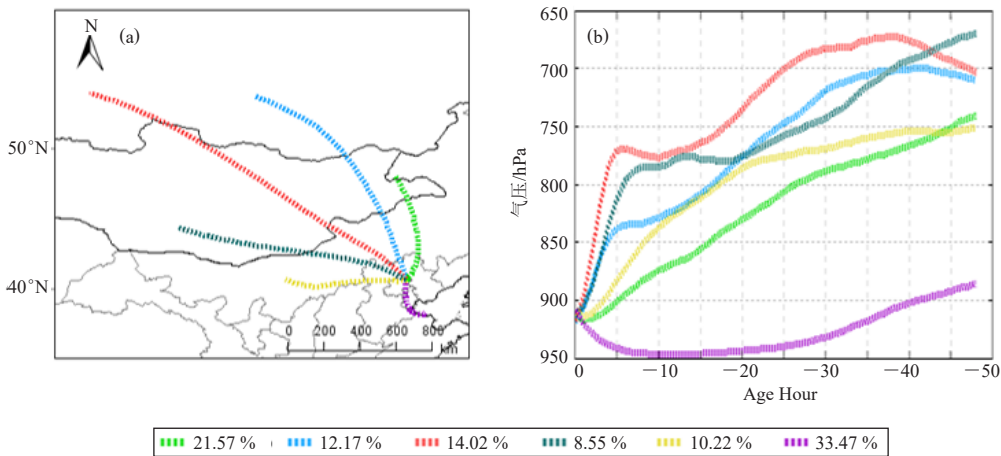 N
(a)
50°N
40°N
0 200 400 600 800
km
(b)
气压/hPa
650
700
750
800
850
900
950
0 −10 −20 −30 −40 −50
Age Hour
21.57 % 12.17 % 14.02 % 8.55 % 10.22 % 33.47 %